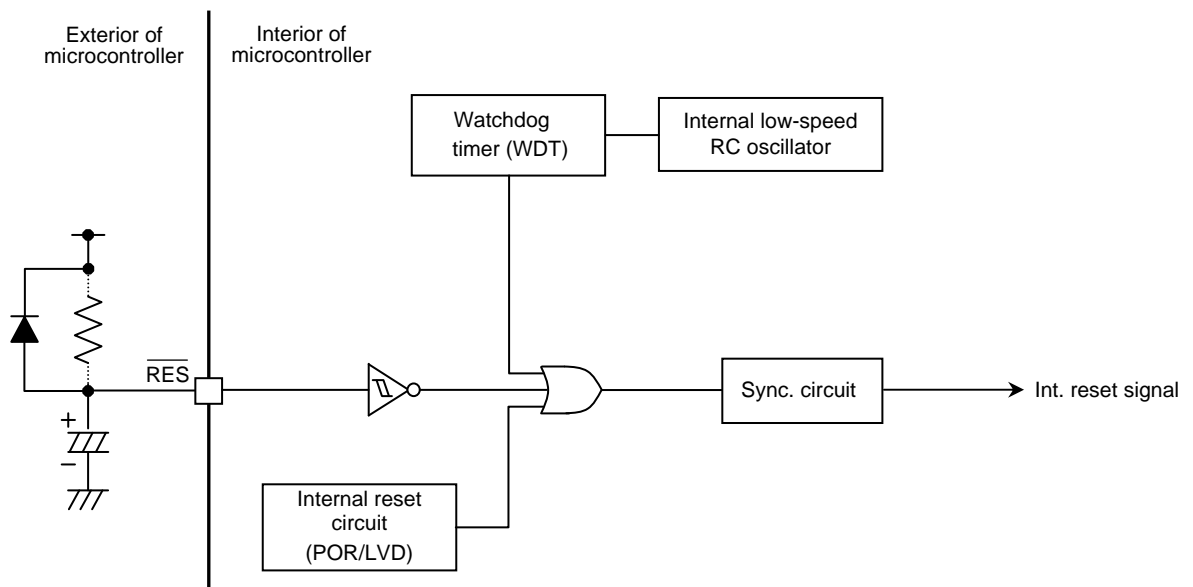 Exterior of
microcontroller
Interior of
microcontroller
Watchdog
timer (WDT)
Internal low-speed
RC oscillator
RES
+
−
Sync. circuit
Int. reset signal
Internal reset
circuit
(POR/LVD)